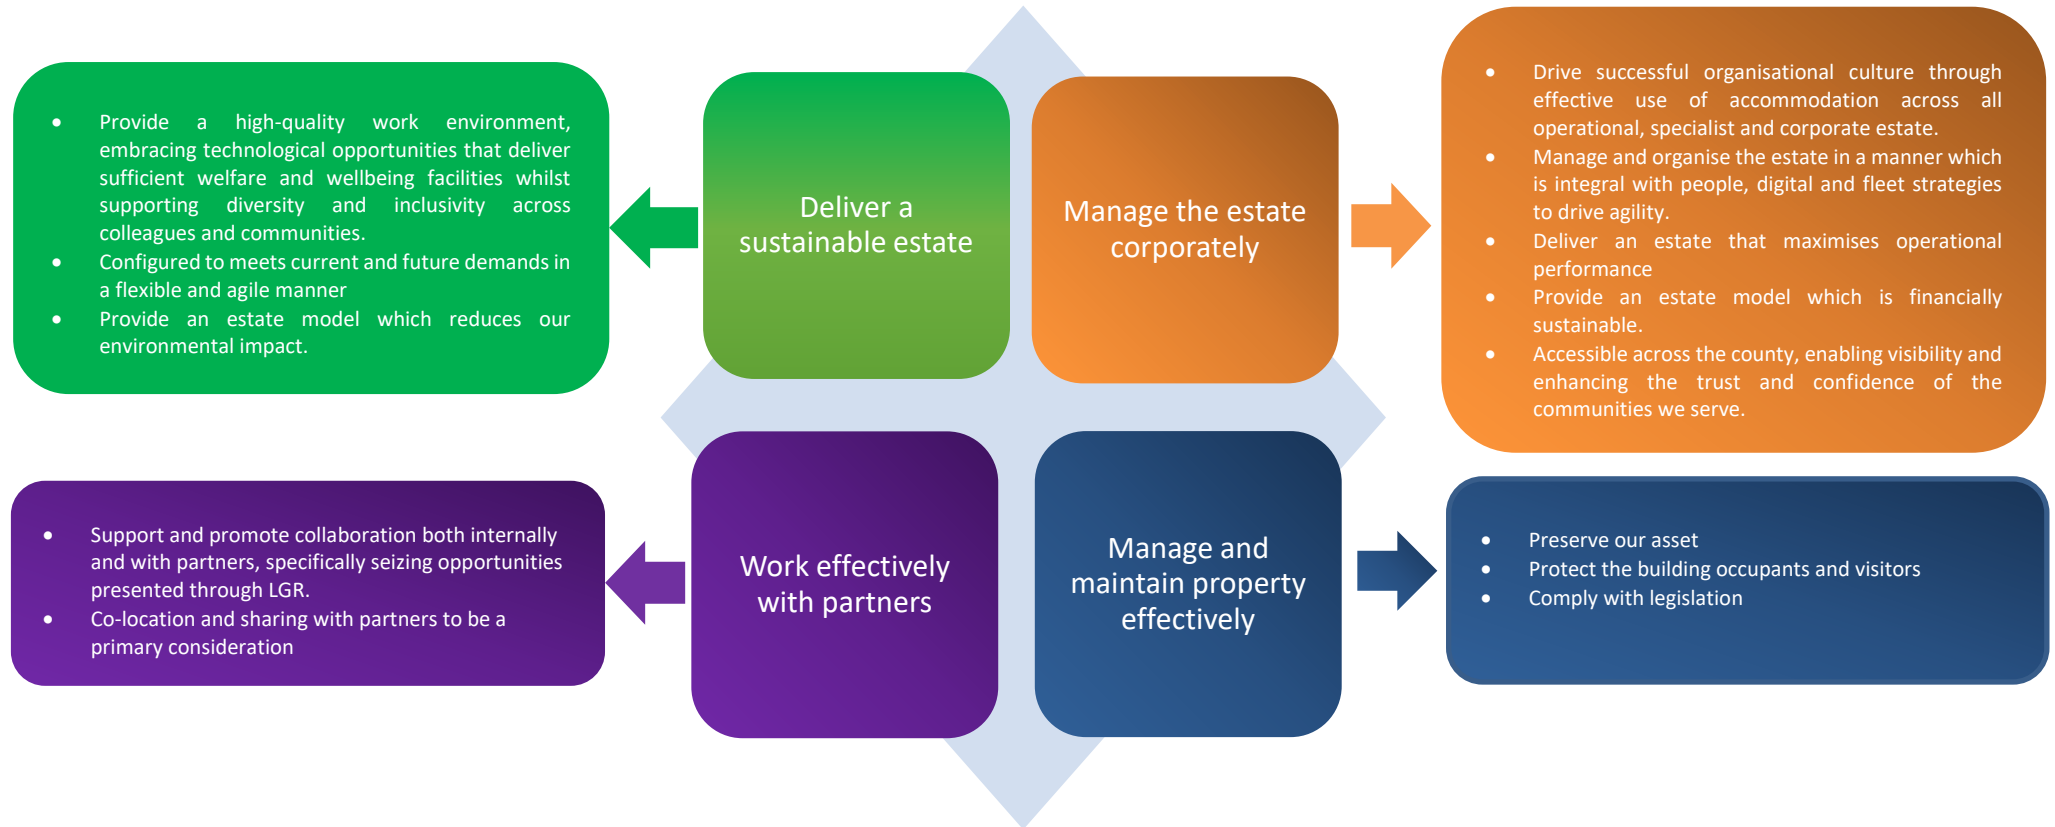 • Provide a high-quality work environment,
embracing technological opportunities that deliver
sufficient welfare and wellbeing facilities whilst
supporting diversity and inclusivity across
colleagues and communities.
• Configured to meets current and future demands in
a flexible and agile manner
• Provide an estate model which reduces our
environmental impact.
Deliver a
sustainable estate
Manage the estate
corporately
• Drive successful organisational culture through
effective use of accommodation across all
operational, specialist and corporate estate.
• Manage and organise the estate in a manner which
is integral with people, digital and fleet strategies
to drive agility.
• Deliver an estate that maximises operational
performance
• Provide an estate model which is financially
sustainable.
• Accessible across the county, enabling visibility and
enhancing the trust and confidence of the
communities we serve.
• Support and promote collaboration both internally
and with partners, specifically seizing opportunities
presented through LGR.
• Co-location and sharing with partners to be a
primary consideration
Work effectively
with partners
Manage and
maintain property
effectively
• Preserve our asset
• Protect the building occupants and visitors
• Comply with legislation